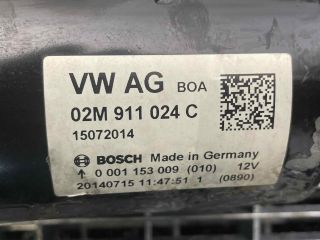 VW AG BOA
02M 911 024 C
15072014
BOSCH Made in Germany
↑ 0 001 153 009 (010) 12V
20140715 11:47:51 1 (0890)